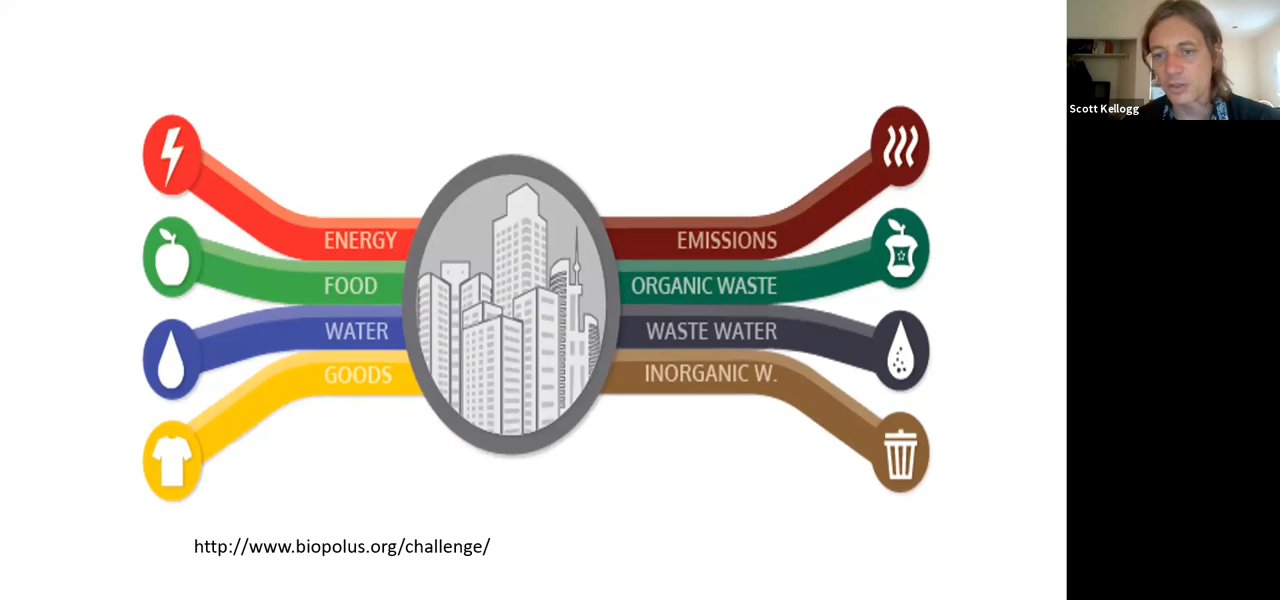 ENERGY
FOOD
WATER
GOODS
EMISSIONS
ORGANIC WASTE
WASTE WATER
INORGANIC W.
http://www.biopolus.org/challenge/
Scott Kellogg